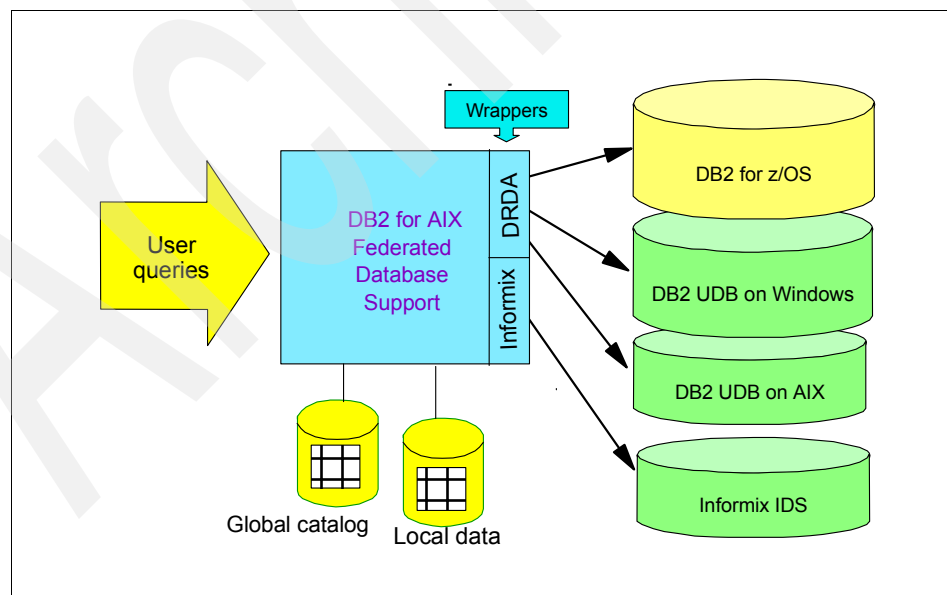 Wrappers
User
queries
DB2 for AIX
Federated
Database
Support
DRDA
Informix
DB2 for z/OS
DB2 UDB on Windows
DB2 UDB on AIX
Informix IDS
Global catalog
Local data